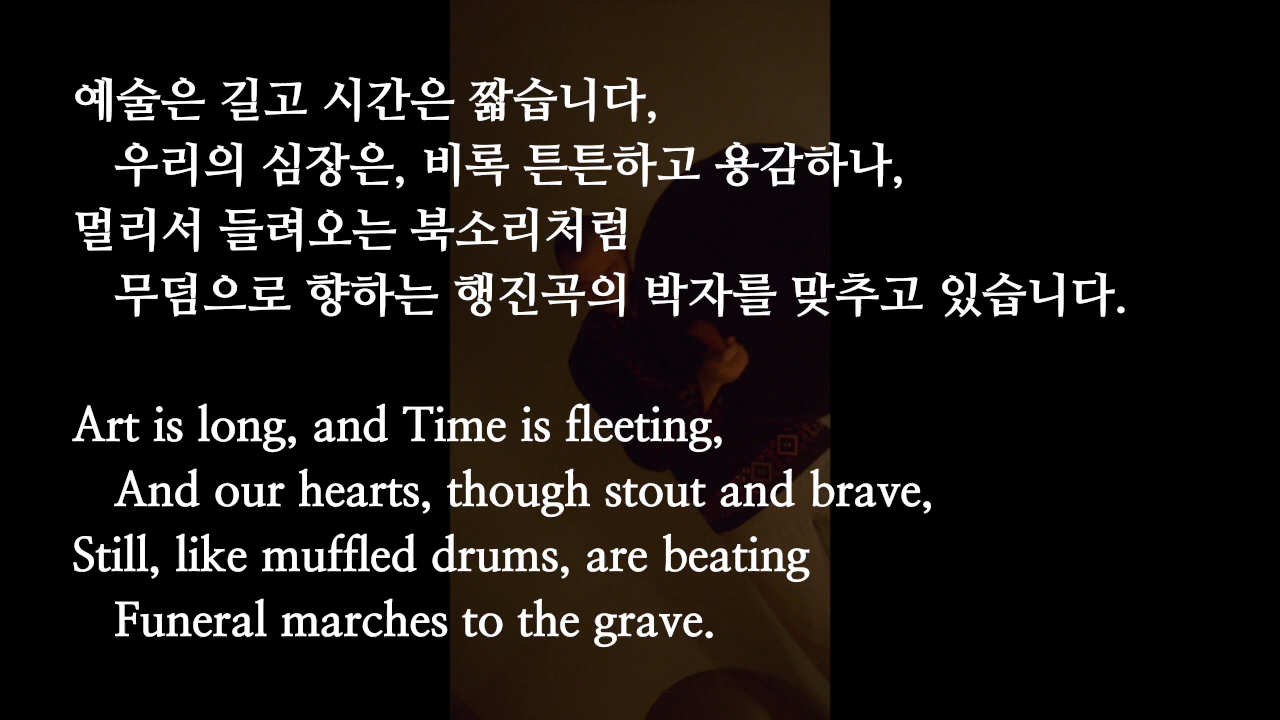 예술은 길고 시간은 짧습니다,
우리의 심장은, 비록 튼튼하고 용감하나,
멀리서 들려오는 북소리처럼
무덤으로 향하는 행진곡의 박자를 맞추고 있습니다.
Art is long, and Time is fleeting,
And our hearts, though stout and brave,
Still, like muffled drums, are beating
Funeral marches to the grave.